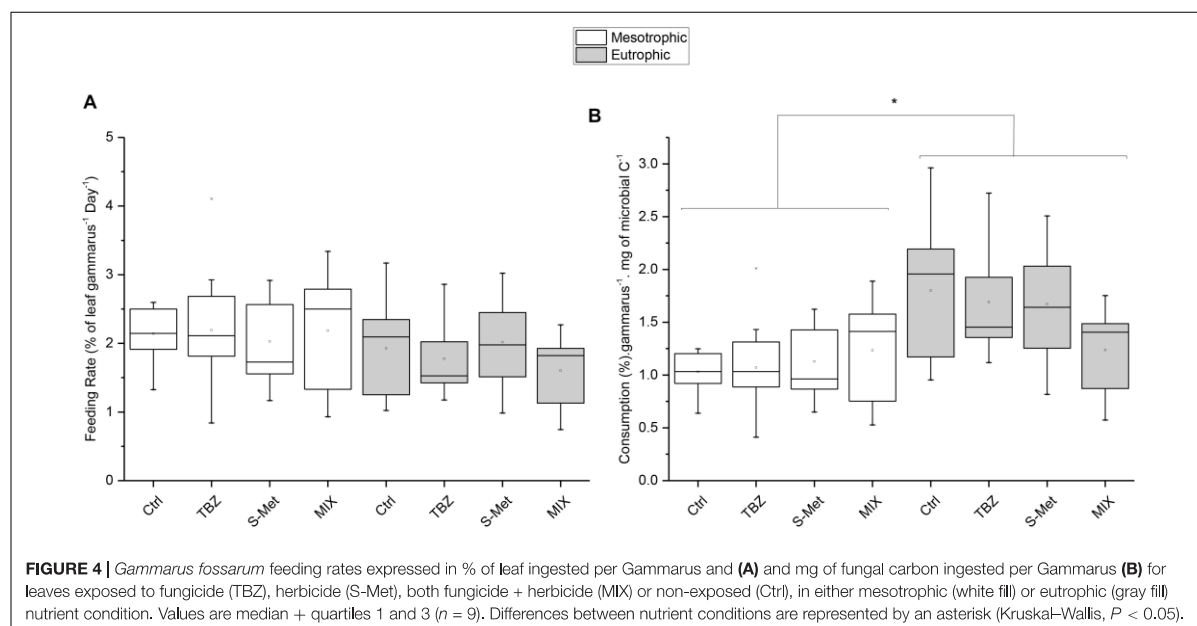 Mesotrophic
Eutrophic
A
Feeding Rate (% of leaf gammarus⁻¹ Day⁻¹)
5
4
3
2
1
0
Ctrl
TBZ
S-Met
MIX
Ctrl
TBZ
S-Met
MIX
B
*
Consumption (%).gammarus⁻¹. mg of microbial C⁻¹
3.0
2.5
2.0
1.5
1.0
0.5
0.0
Ctrl
TBZ
S-Met
MIX
Ctrl
TBZ
S-Met
MIX
FIGURE 4 | Gammarus fossarum feeding rates expressed in % of leaf ingested per Gammarus and (A) and mg of fungal carbon ingested per Gammarus (B) for
leaves exposed to fungicide (TBZ), herbicide (S-Met), both fungicide + herbicide (MIX) or non-exposed (Ctrl), in either mesotrophic (white fill) or eutrophic (gray fill)
nutrient condition. Values are median + quartiles 1 and 3 (n = 9). Differences between nutrient conditions are represented by an asterisk (Kruskal–Wallis, P < 0.05).